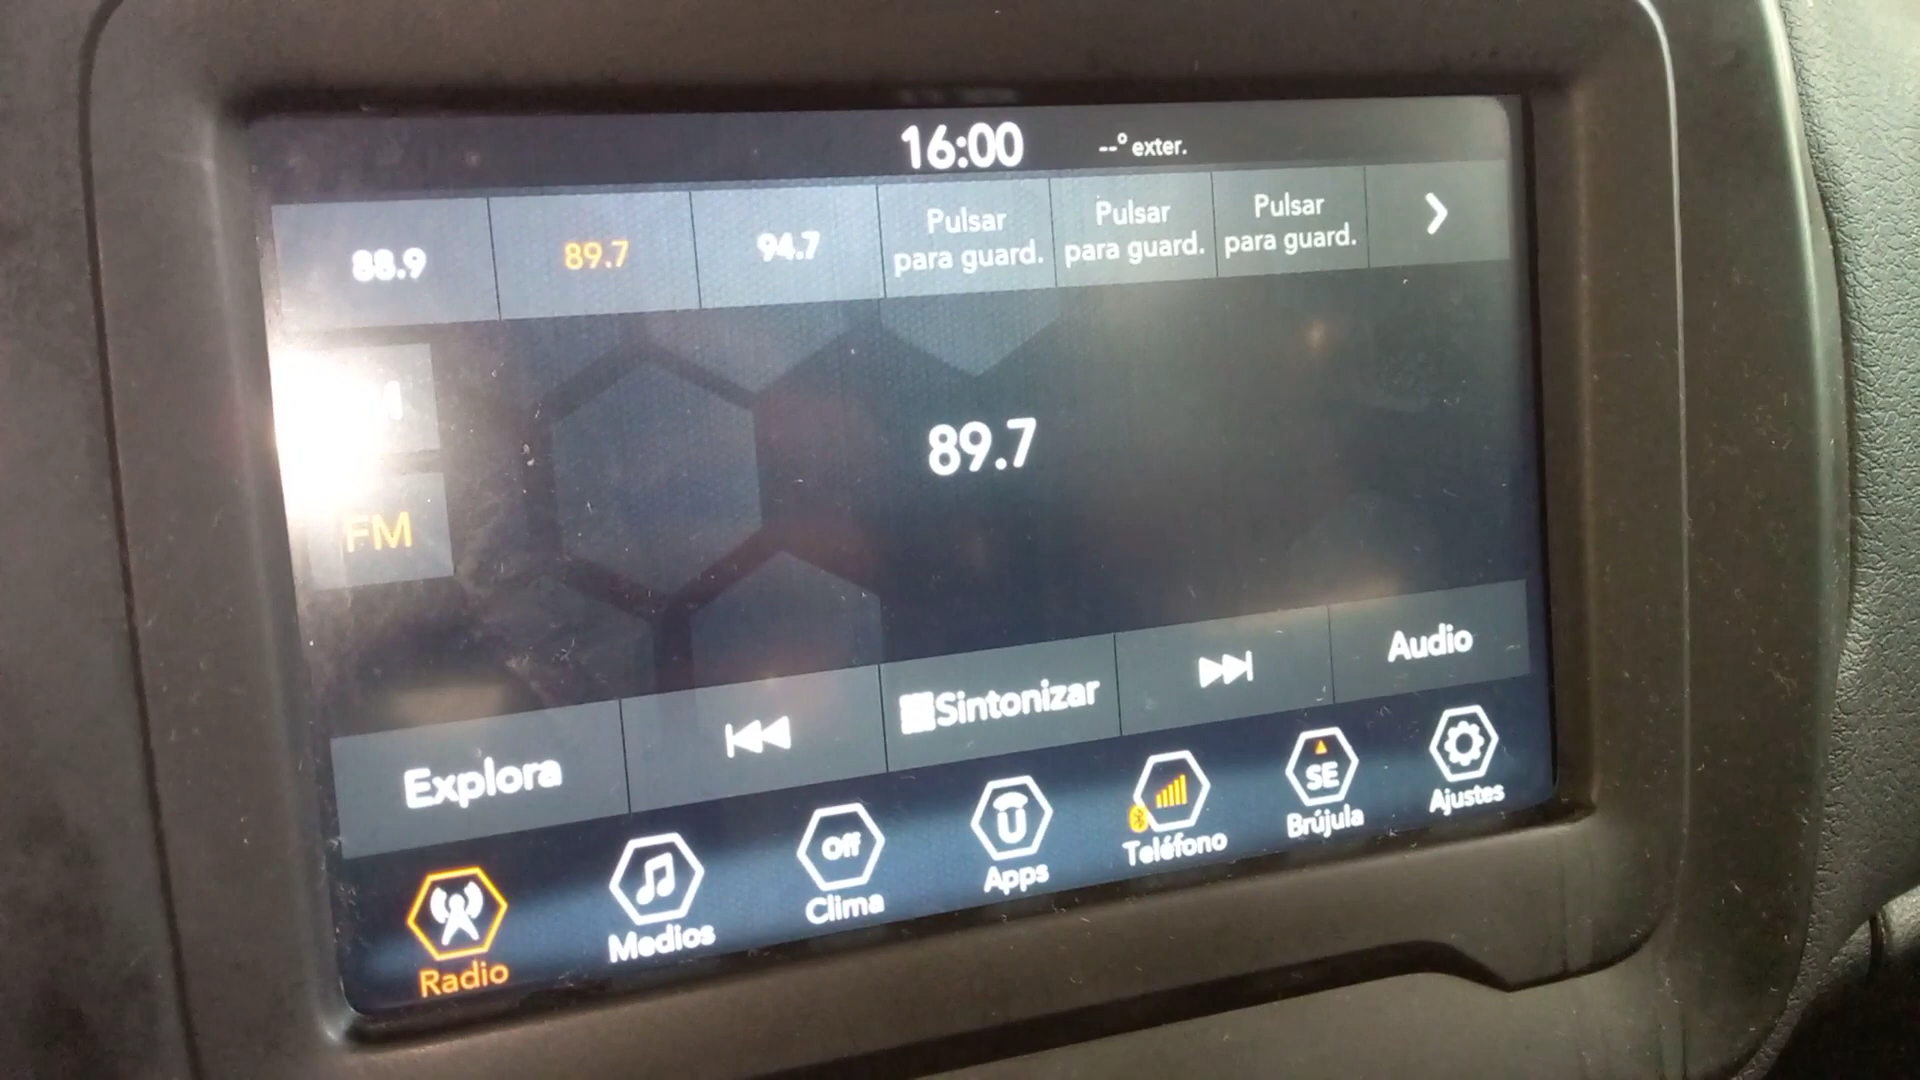 16:00 --° exter.
88.9 89.7 94.7 Pulsar para guard. Pulsar para guard. Pulsar para guard.
89.7
FM
Explora Sintonizar Audio
Off SE
Radio Medios Clima Apps Teléfono Brújula Ajustes